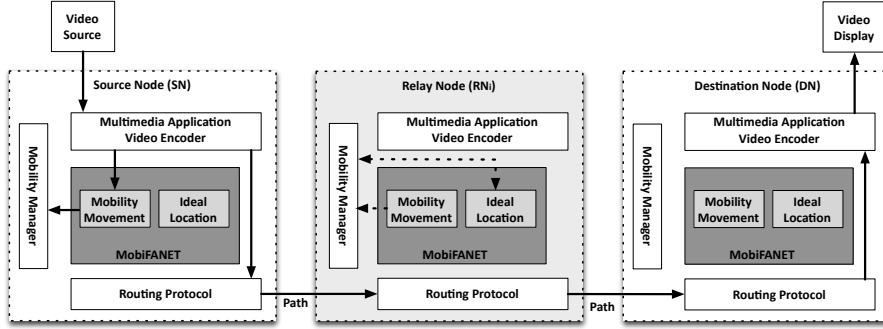 Video
Source
Video
Display
Source Node (SN)
Multimedia Application
Video Encoder
Mobility Manager
Mobility
Movement
Ideal
Location
MobiFANET
Routing Protocol
Path
Relay Node (RNi)
Multimedia Application
Video Encoder
Mobility Manager
Mobility
Movement
Ideal
Location
MobiFANET
Routing Protocol
Path
Destination Node (DN)
Multimedia Application
Video Encoder
Mobility Manager
Mobility
Movement
Ideal
Location
MobiFANET
Routing Protocol